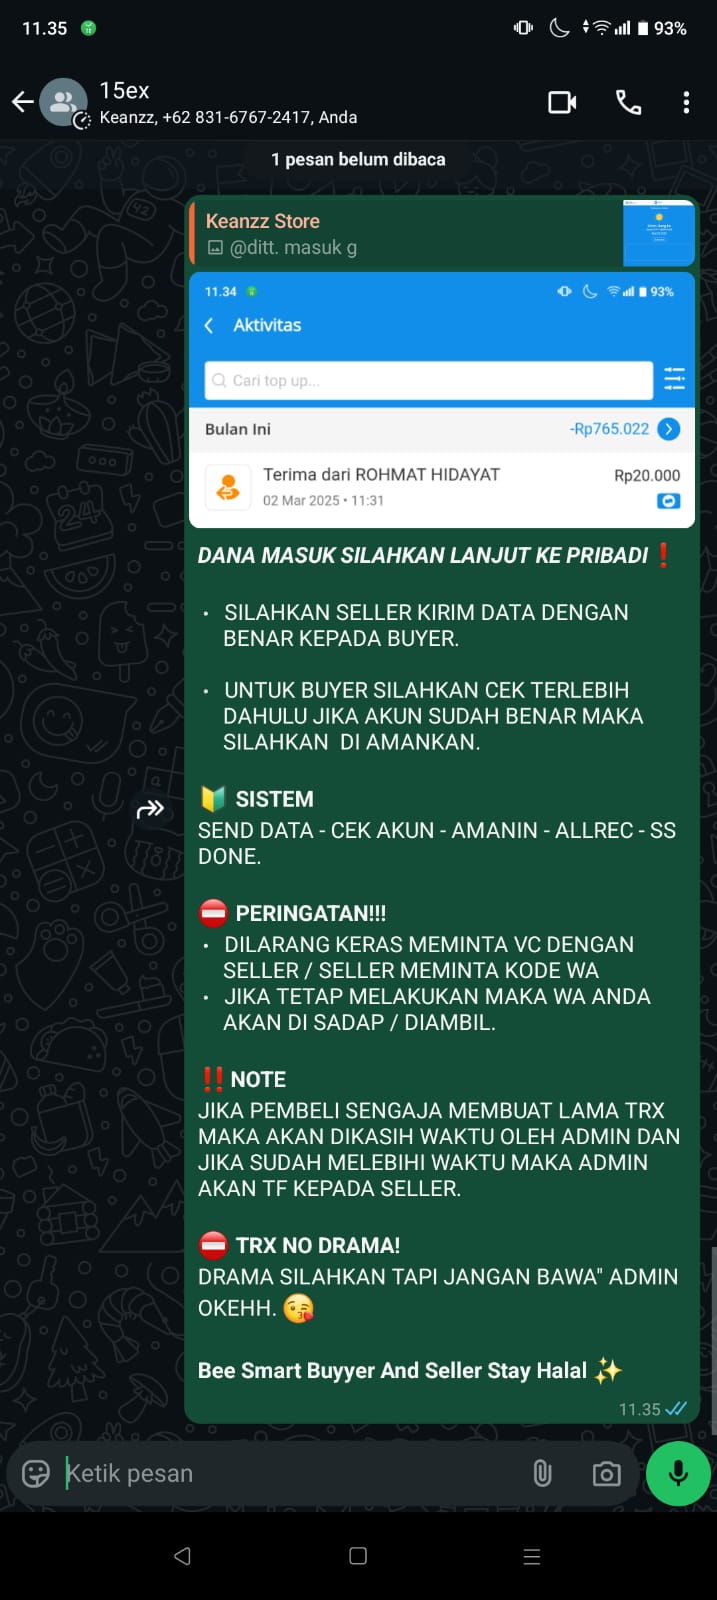 11.35
93%
15ex
Keanzz, +62 831-6767-2417, Anda
1 pesan belum dibaca
Keanzz Store
@ditt. masuk g
11.34
93%
Aktivitas
Cari top up...
Bulan Ini
-Rp765.022
Terima dari ROHMAT HIDAYAT
Rp20.000
02 Mar 2025 • 11:31
DANA MASUK SILAHKAN LANJUT KE PRIBADI❗
• SILAHKAN SELLER KIRIM DATA DENGAN
BENAR KEPADA BUYER.
• UNTUK BUYER SILAHKAN CEK TERLEBIH
DAHULU JIKA AKUN SUDAH BENAR MAKA
SILAHKAN  DI AMANKAN.
🔰 SISTEM
SEND DATA - CEK AKUN - AMANIN - ALLREC - SS
DONE.
⛔ PERINGATAN!!!
• DILARANG KERAS MEMINTA VC DENGAN
SELLER / SELLER MEMINTA KODE WA
• JIKA TETAP MELAKUKAN MAKA WA ANDA
AKAN DI SADAP / DIAMBIL.
‼️NOTE
JIKA PEMBELI SENGAJA MEMBUAT LAMA TRX
MAKA AKAN DIKASIH WAKTU OLEH ADMIN DAN
JIKA SUDAH MELEBIHI WAKTU MAKA ADMIN
AKAN TF KEPADA SELLER.
⛔ TRX NO DRAMA!
DRAMA SILAHKAN TAPI JANGAN BAWA" ADMIN
OKEHH. 😘
Bee Smart Buyyer And Seller Stay Halal ✨
11.35
Ketik pesan